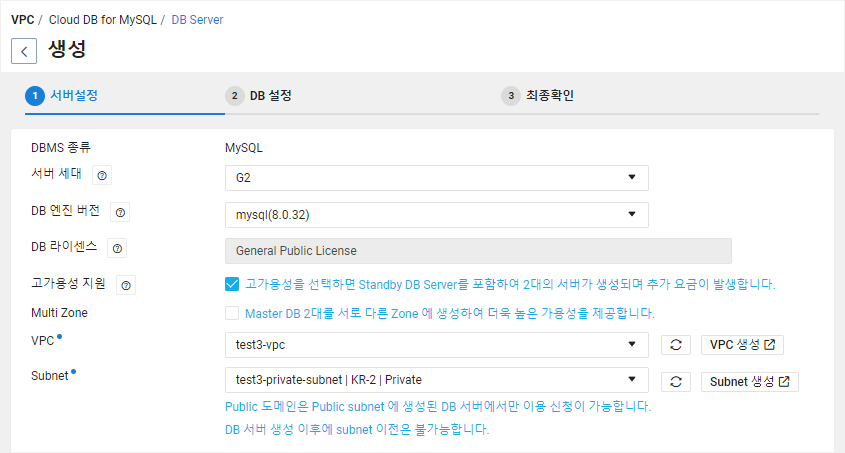 VPC / Cloud DB for MySQL / DB Server
생성
1 서버설정 2 DB 설정 3 최종확인
DBMS 종류 MySQL
서버 세대 G2
DB 엔진 버전 mysql(8.0.32)
DB 라이센스 General Public License
고가용성 지원 고가용성을 선택하면 Standby DB Server를 포함하여 2대의 서버가 생성되며 추가 요금이 발생합니다.
Multi Zone Master DB 2대를 서로 다른 Zone 에 생성하여 더욱 높은 가용성을 제공합니다.
VPC test3-vpc VPC 생성
Subnet test3-private-subnet | KR-2 | Private Subnet 생성
Public 도메인은 Public subnet 에 생성된 DB 서버에서만 이용 신청이 가능합니다.
DB 서버 생성 이후에 subnet 이전은 불가능합니다.